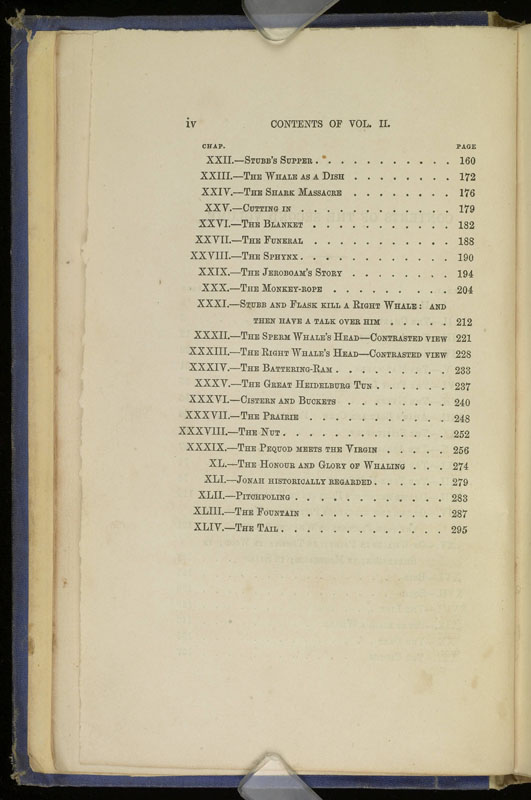 iv CONTENTS OF VOL. II.
CHAP. PAGE
XXII.—Stubb's Supper . . . . . . . . . . . 160
XXIII.—The Whale as a Dish . . . . . . . . 172
XXIV.—The Shark Massacre . . . . . . . . 176
XXV.—Cutting in . . . . . . . . . . . . 179
XXVI.—The Blanket . . . . . . . . . . . 182
XXVII.—The Funeral . . . . . . . . . . . 188
XXVIII.—The Sphynx . . . . . . . . . . . . 190
XXIX.—The Jeroboam's Story . . . . . . . . 194
XXX.—The Monkey-rope . . . . . . . . . 204
XXXI.—Stubb and Flask kill a Right Whale: and
then have a talk over him . . . . . 212
XXXII.—The Sperm Whale's Head—Contrasted view 221
XXXIII.—The Right Whale's Head—Contrasted view 228
XXXIV.—The Battering-Ram . . . . . . . . . 233
XXXV.—The Great Heidelburg Tun . . . . . . 237
XXXVI.—Cistern and Buckets . . . . . . . . 240
XXXVII.—The Prairie . . . . . . . . . . . 248
XXXVIII.—The Nut . . . . . . . . . . . . . 252
XXXIX.—The Pequod meets the Virgin . . . . . 256
XL.—The Honour and Glory of Whaling . . . 274
XLI.—Jonah historically regarded . . . . . . 279
XLII.—Pitchpoling . . . . . . . . . . . . 283
XLIII.—The Fountain . . . . . . . . . . . 287
XLIV.—The Tail . . . . . . . . . . . . . 295